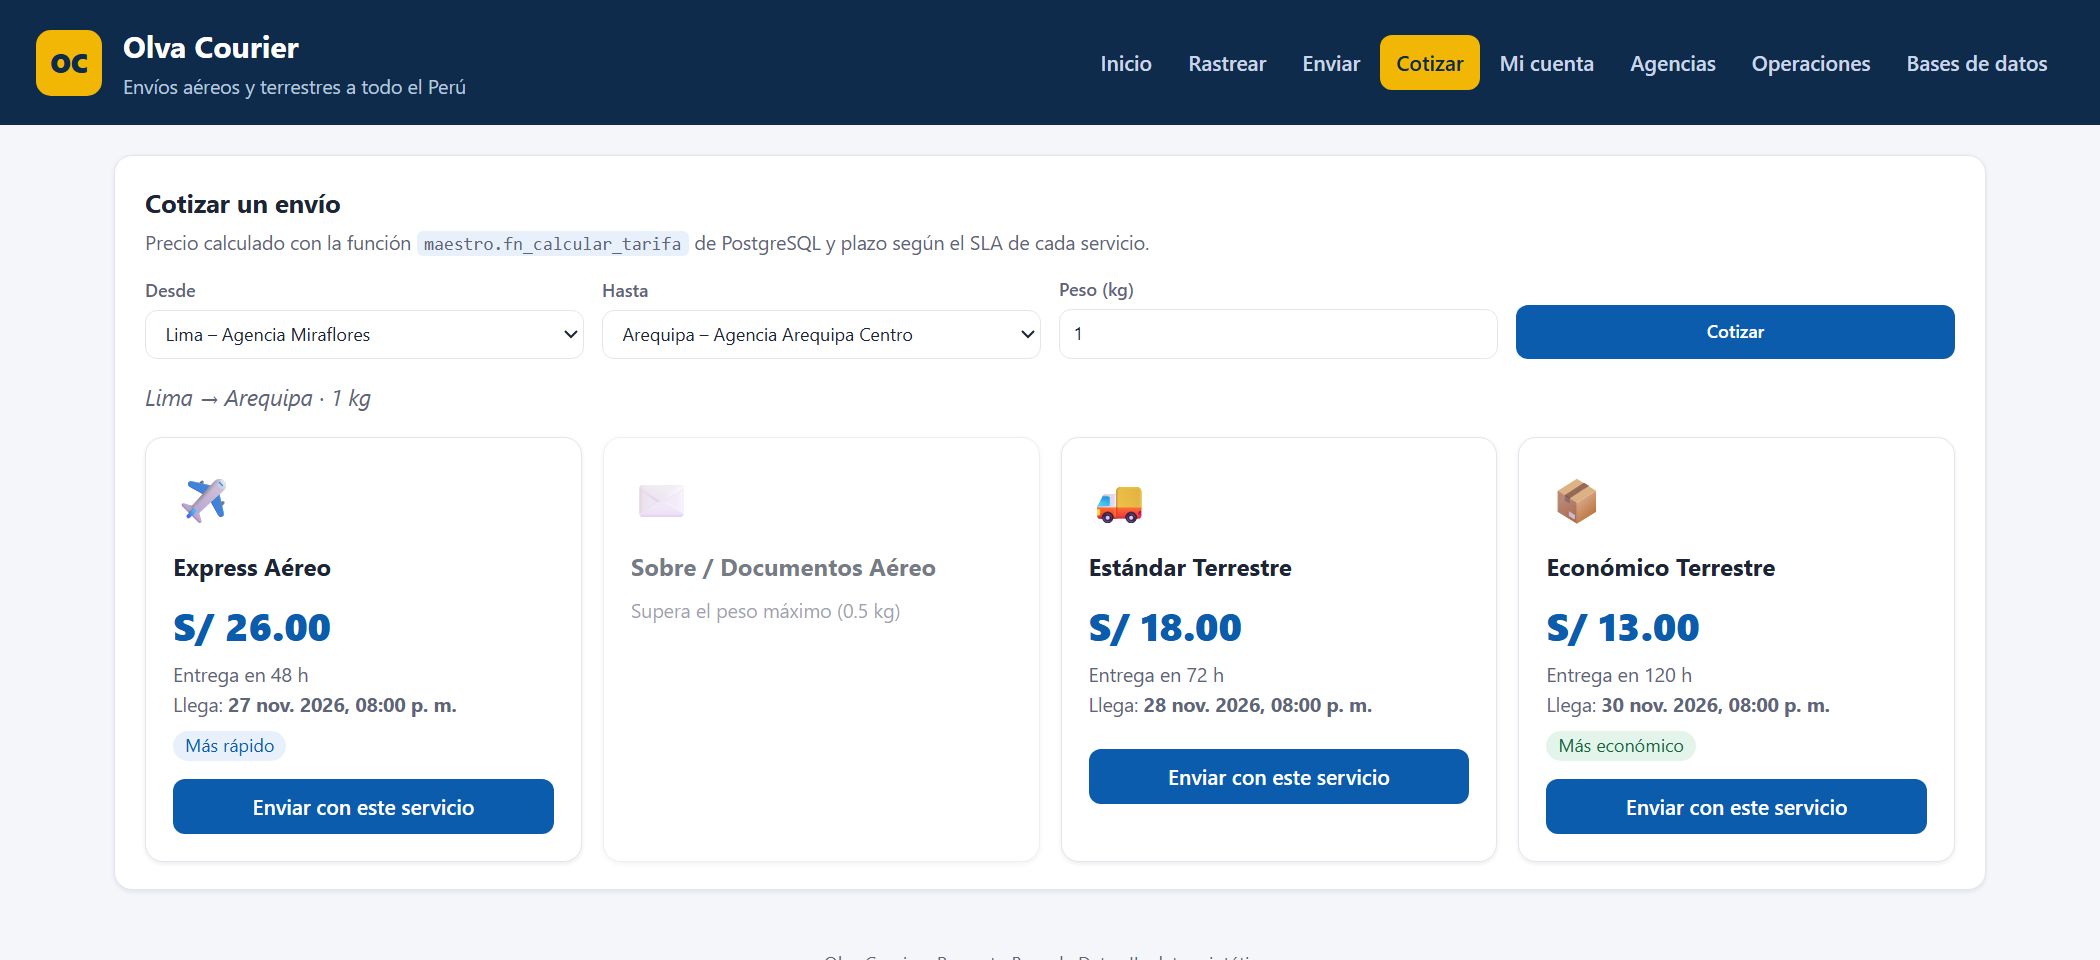 OC
Olva Courier
Envíos aéreos y terrestres a todo el Perú
Inicio
Rastrear
Enviar
Cotizar
Mi cuenta
Agencias
Operaciones
Bases de datos
Cotizar un envío
Precio calculado con la función maestro.fn_calcular_tarifa de PostgreSQL y plazo según el SLA de cada servicio.
Desde
Lima – Agencia Miraflores
Hasta
Arequipa – Agencia Arequipa Centro
Peso (kg)
1
Cotizar
Lima → Arequipa · 1 kg
Express Aéreo
S/ 26.00
Entrega en 48 h
Llega: 27 nov. 2026, 08:00 p. m.
Más rápido
Enviar con este servicio
Sobre / Documentos Aéreo
Supera el peso máximo (0.5 kg)
Estándar Terrestre
S/ 18.00
Entrega en 72 h
Llega: 28 nov. 2026, 08:00 p. m.
Enviar con este servicio
Económico Terrestre
S/ 13.00
Entrega en 120 h
Llega: 30 nov. 2026, 08:00 p. m.
Más económico
Enviar con este servicio